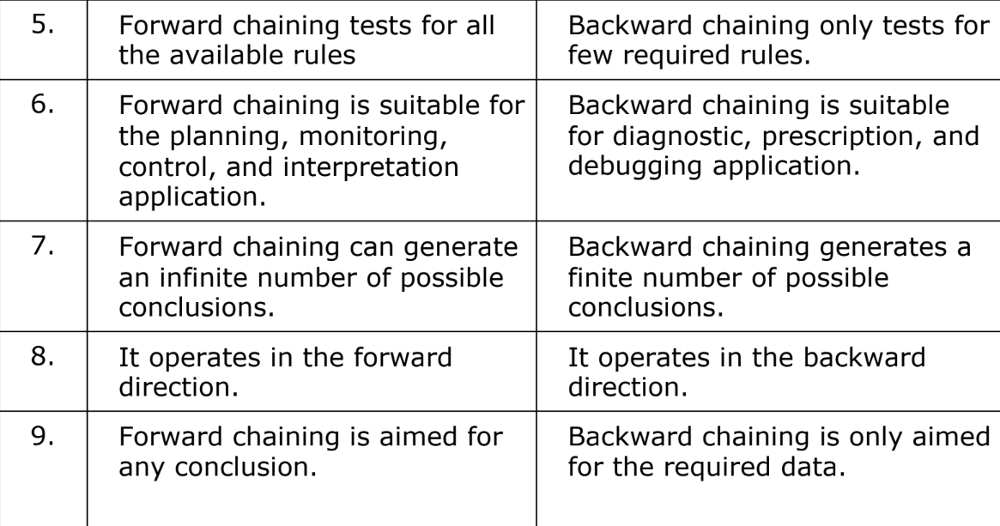 5.
Forward chaining tests for all
the available rules
Backward chaining only tests for
few required rules.
6.
Forward chaining is suitable for
the planning, monitoring,
control, and interpretation
application.
Backward chaining is suitable
for diagnostic, prescription, and
debugging application.
7.
Forward chaining can generate
an infinite number of possible
conclusions.
Backward chaining generates a
finite number of possible
conclusions.
8.
It operates in the forward
direction.
It operates in the backward
direction.
9.
Forward chaining is aimed for
any conclusion.
Backward chaining is only aimed
for the required data.